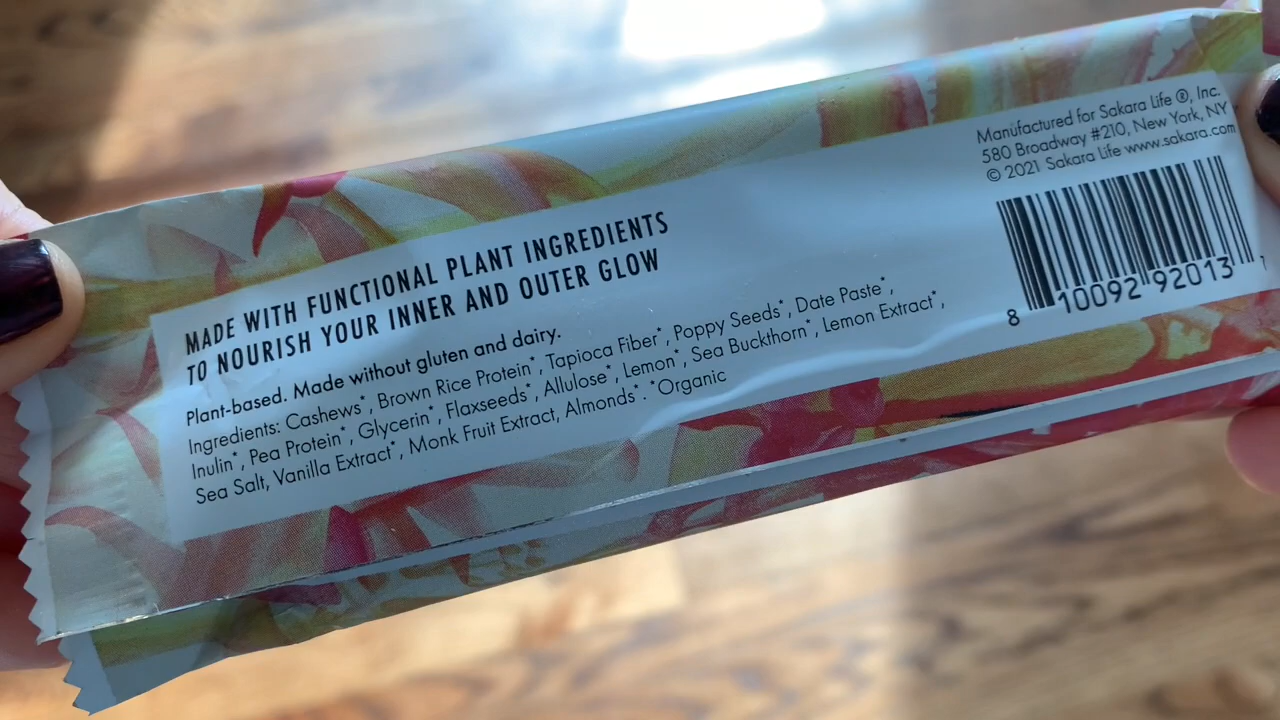 MADE WITH FUNCTIONAL PLANT INGREDIENTS
TO NOURISH YOUR INNER AND OUTER GLOW
Plant-based. Made without gluten and dairy.
Ingredients: Cashews*, Brown Rice Protein*, Tapioca Fiber*, Poppy Seeds*, Date Paste*,
Inulin*, Pea Protein*, Glycerin*, Flaxseeds*, Allulose*, Lemon*, Sea Buckthorn*, Lemon Extract*,
Sea Salt, Vanilla Extract*, Monk Fruit Extract, Almonds*. *Organic
Manufactured for Sakara Life ®, Inc.
580 Broadway #210, New York, NY
© 2021 Sakara Life www.sakara.com
8 10092 92013 1